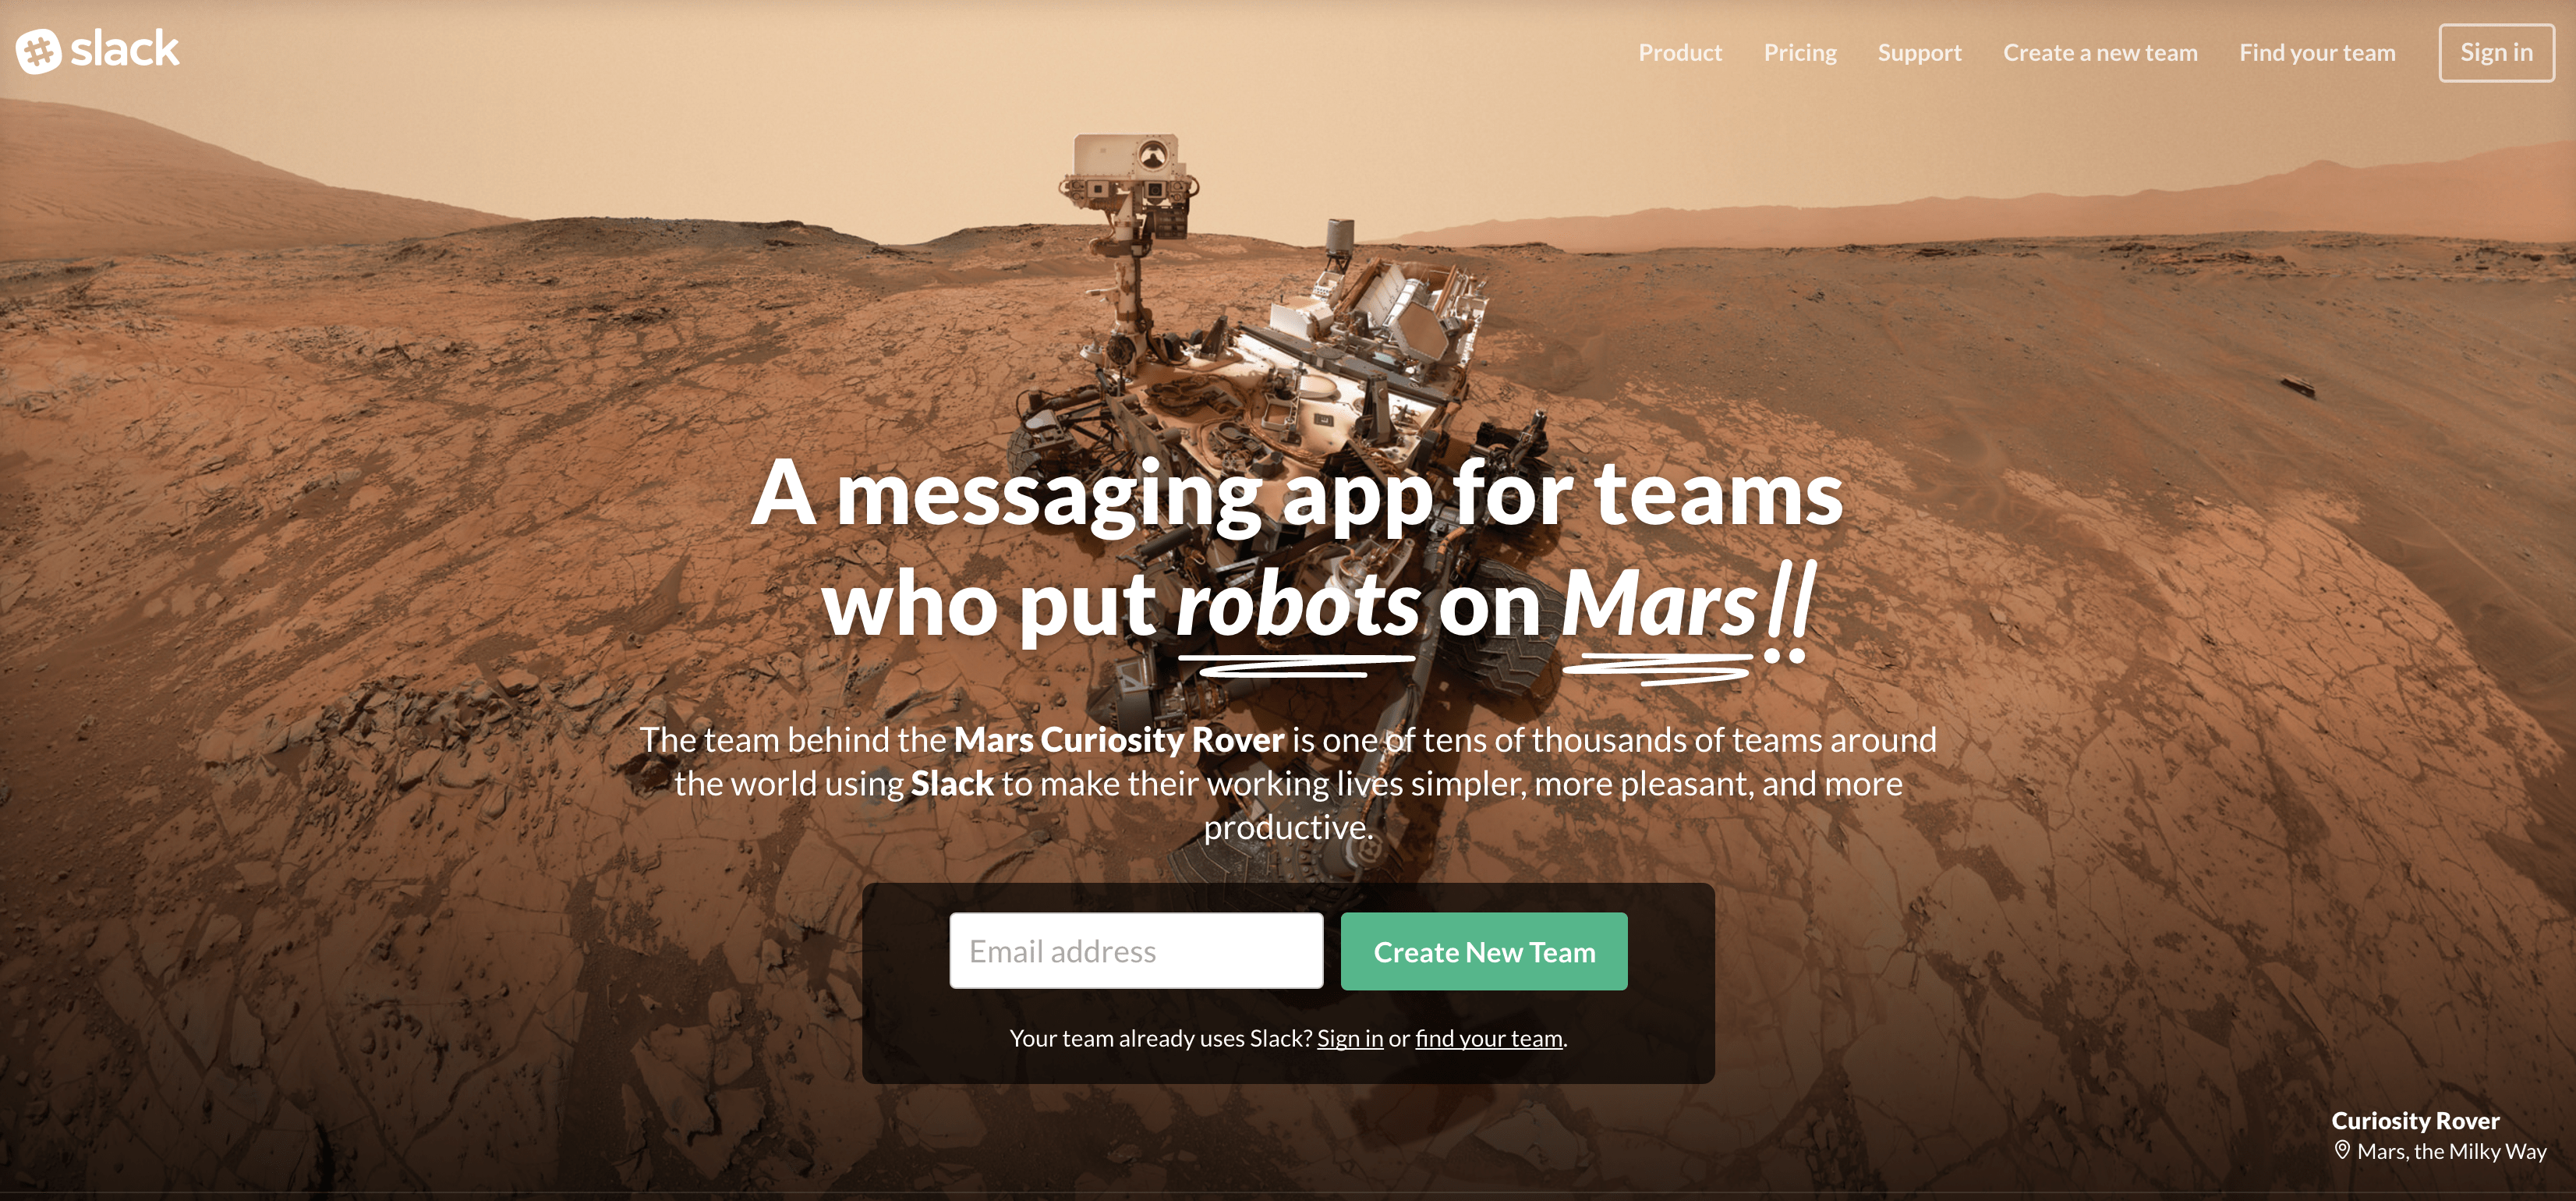 slack
Product Pricing Support Create a new team Find your team Sign in
A messaging app for teams
who put robots on Mars!!
The team behind the Mars Curiosity Rover is one of tens of thousands of teams around
the world using Slack to make their working lives simpler, more pleasant, and more
productive.
Email address Create New Team
Your team already uses Slack? Sign in or find your team.
Curiosity Rover
Mars, the Milky Way